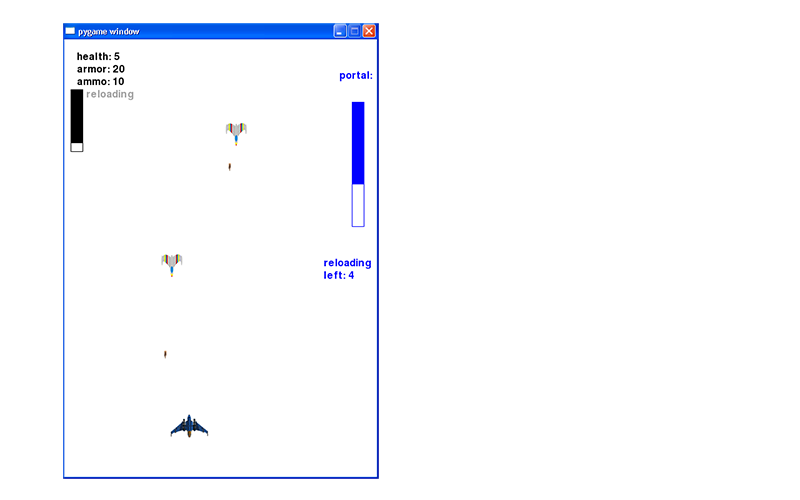 pygame window
health: 5
armor: 20
ammo: 10
reloading
portal:
reloading
left: 4